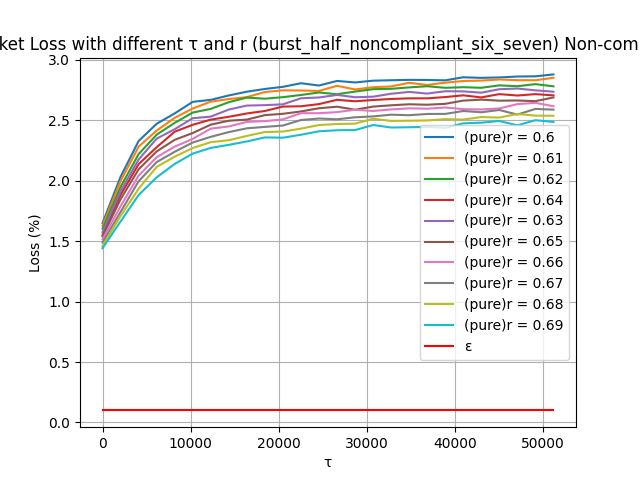 ket Loss with different τ and r (burst_half_noncompliant_six_seven) Non-com
3.0
2.5
2.0
1.5
1.0
0.5
0.0
Loss (%)
0 10000 20000 30000 40000 50000
τ
(pure)r = 0.6
(pure)r = 0.61
(pure)r = 0.62
(pure)r = 0.64
(pure)r = 0.63
(pure)r = 0.65
(pure)r = 0.66
(pure)r = 0.67
(pure)r = 0.68
(pure)r = 0.69
ε